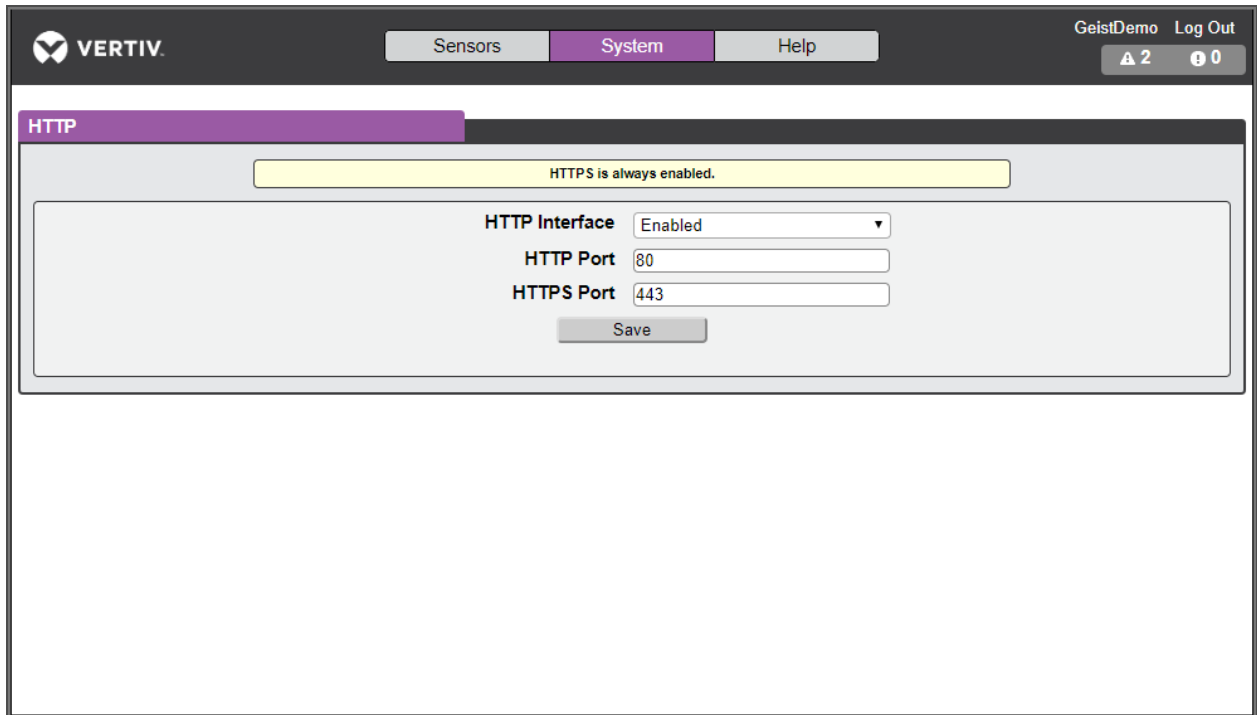 VERTIV.
Sensors System Help
GeistDemo Log Out
2 0
HTTP
HTTPS is always enabled.
HTTP Interface Enabled
HTTP Port 80
HTTPS Port 443
Save